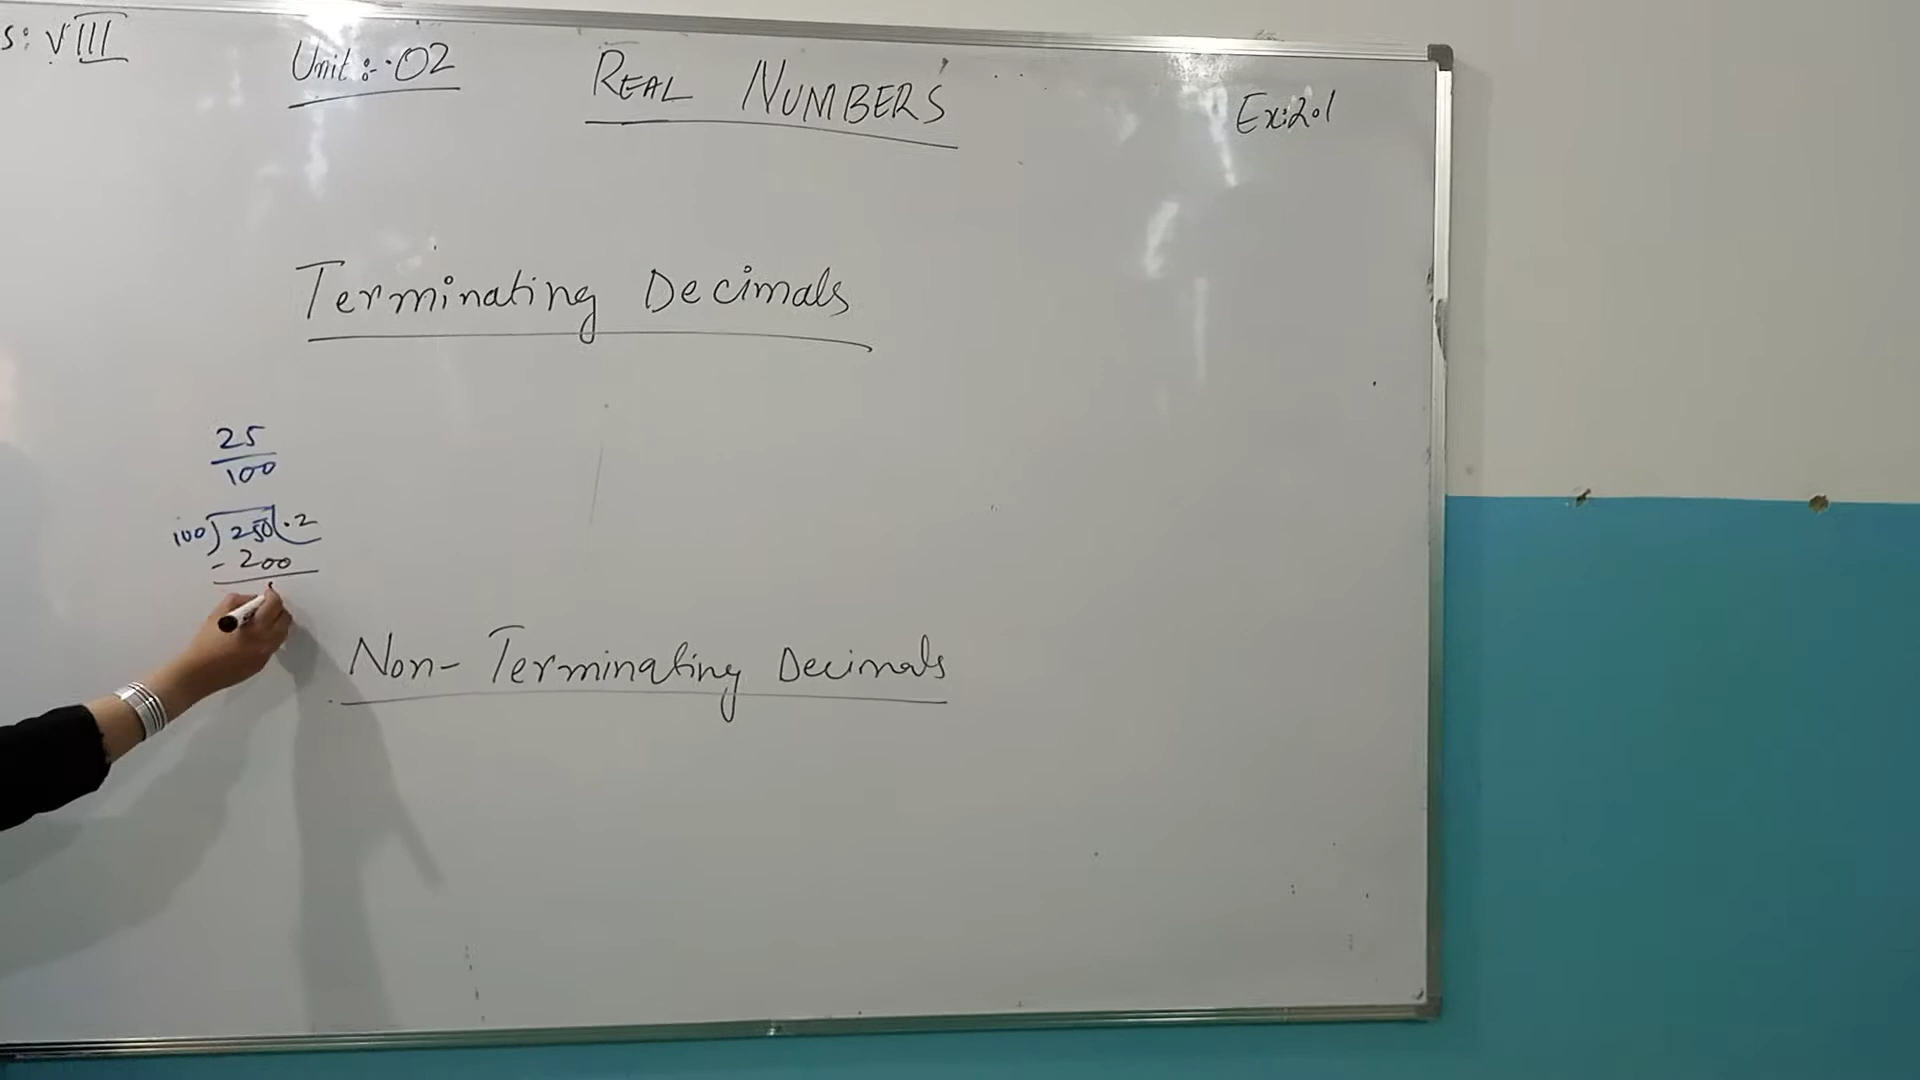 s: VIII
Unit:-.02
REAL NUMBERS
Ex:2.1
Terminating Decimals
25
100
100)250(.2
-200
Non-Terminating Decimals